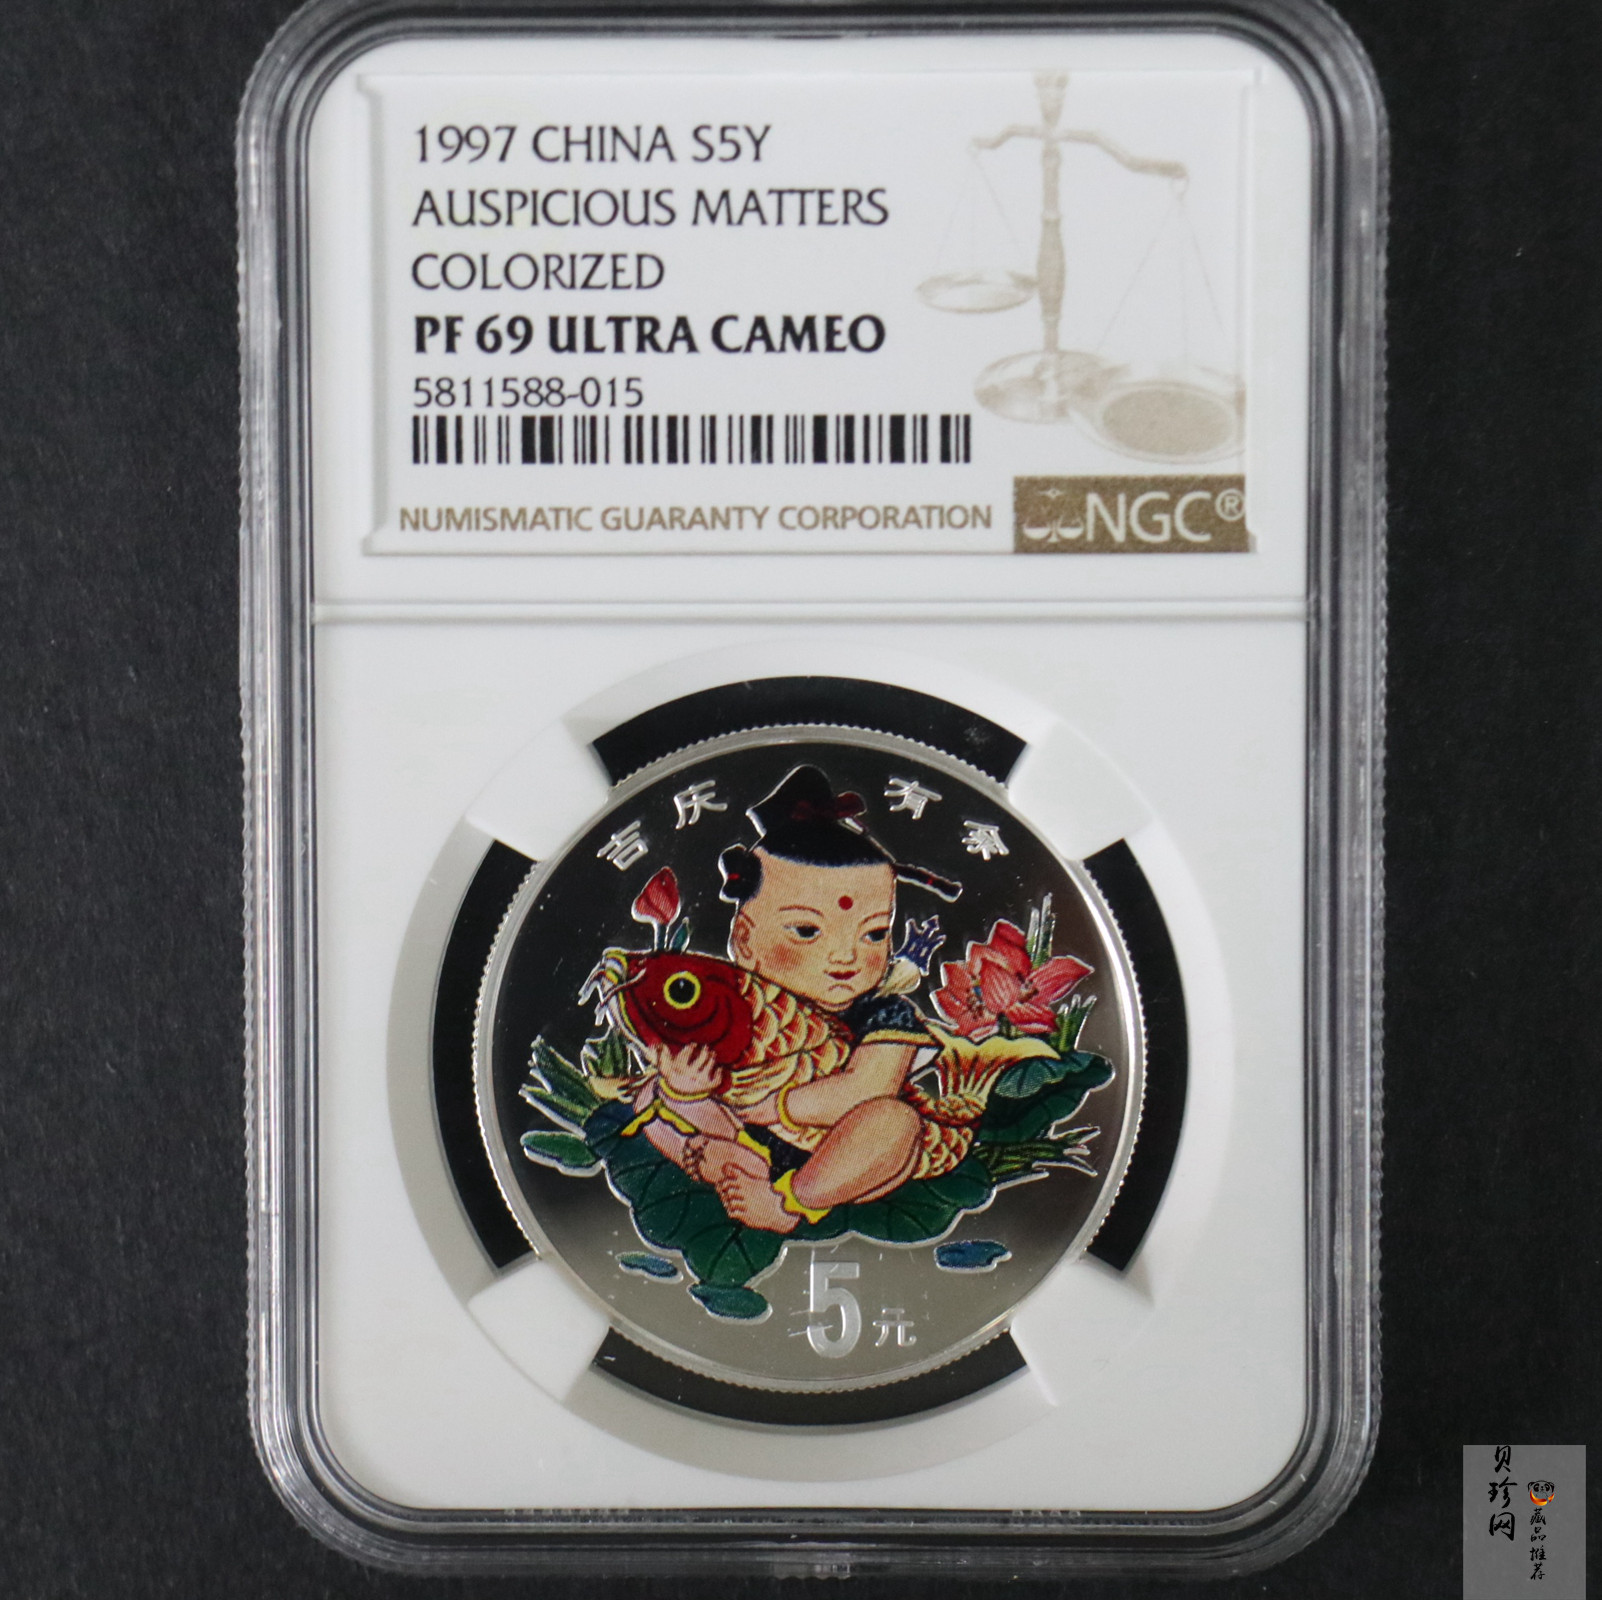 1997 CHINA S5Y
AUSPICIOUS MATTERS
COLORIZED
PF 69 ULTRA CAMEO
5811588-015
NUMISMATIC GUARANTY CORPORATION
NGC®
吉庆有余
5元
贝珍网
藏品推荐